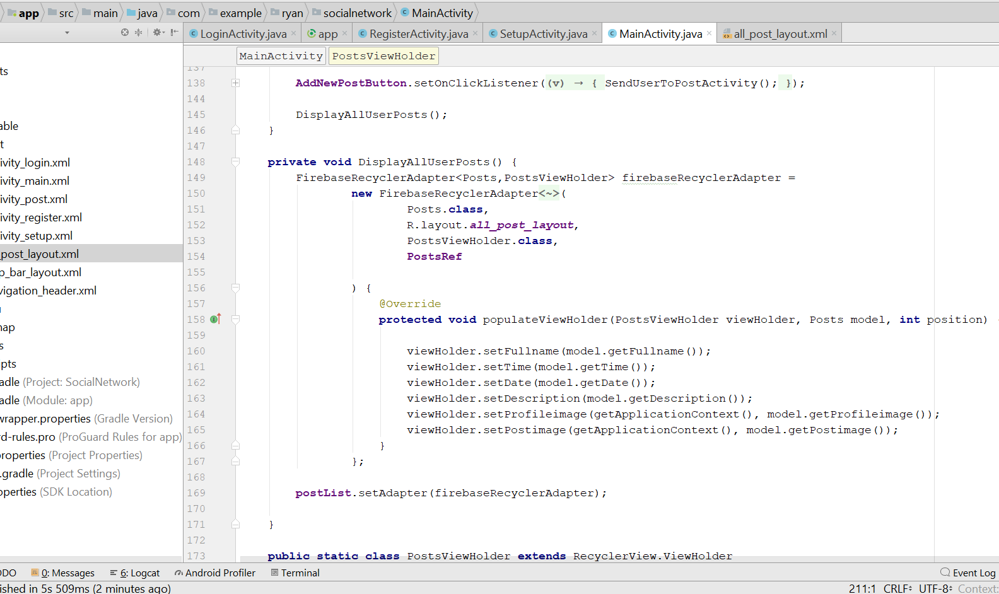 app src main java com example ryan socialnetwork MainActivity
LoginActivity.java app RegisterActivity.java SetupActivity.java MainActivity.java all_post_layout.xml
MainActivity PostsViewHolder
ts
able
t
ivity_login.xml
ivity_main.xml
ivity_post.xml
ivity_register.xml
ivity_setup.xml
_post_layout.xml
p_bar_layout.xml
vigation_header.xml
nap
s
pts
adle (Project: SocialNetwork)
adle (Module: app)
wrapper.properties (Gradle Version)
rd-rules.pro (ProGuard Rules for app)
properties (Project Properties)
.gradle (Project Settings)
operties (SDK Location)
137
138 AddNewPostButton.setOnClickListener((v) → { SendUserToPostActivity(); });
144
145 DisplayAllUserPosts();
146 }
147
148 private void DisplayAllUserPosts() {
149 FirebaseRecyclerAdapter<Posts,PostsViewHolder> firebaseRecyclerAdapter =
150 new FirebaseRecyclerAdapter<~>(
151 Posts.class,
152 R.layout.all_post_layout,
153 PostsViewHolder.class,
154 PostsRef
155
156 ) {
157 @Override
158 protected void populateViewHolder(PostsViewHolder viewHolder, Posts model, int position)
159
160 viewHolder.setFullname(model.getFullname());
161 viewHolder.setTime(model.getTime());
162 viewHolder.setDate(model.getDate());
163 viewHolder.setDescription(model.getDescription());
164 viewHolder.setProfileimage(getApplicationContext(), model.getProfileimage());
165 viewHolder.setPostimage(getApplicationContext(), model.getPostimage());
166 }
167 };
168
169 postList.setAdapter(firebaseRecyclerAdapter);
170
171 }
172
173 public static class PostsViewHolder extends RecyclerView.ViewHolder
ODO 0: Messages 6: Logcat Android Profiler Terminal Event Log
ished in 5s 509ms (2 minutes ago) 211:1 CRLF UTF-8 Context: